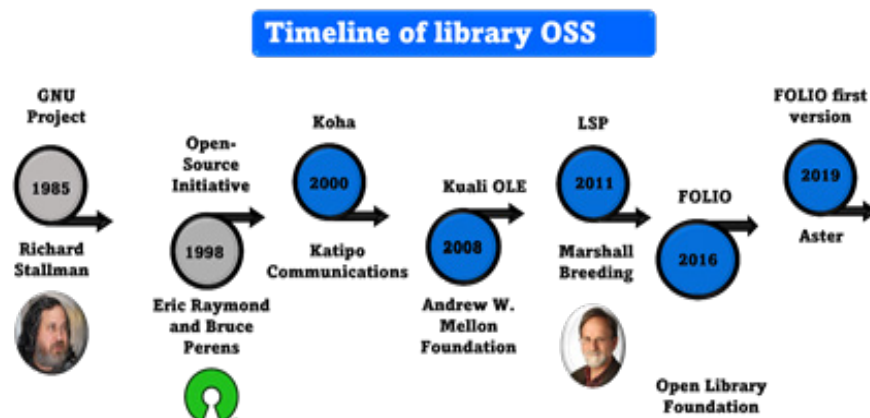 Timeline of library OSS
GNU
Project
1985
Richard
Stallman
Open-
Source
Initiative
1998
Eric Raymond
and Bruce
Perens
Koha
2000
Katipo
Communications
Kuali OLE
2008
Andrew W.
Mellon
Foundation
LSP
2011
Marshall
Breeding
FOLIO
2016
Open Library
Foundation
FOLIO first
version
2019
Aster